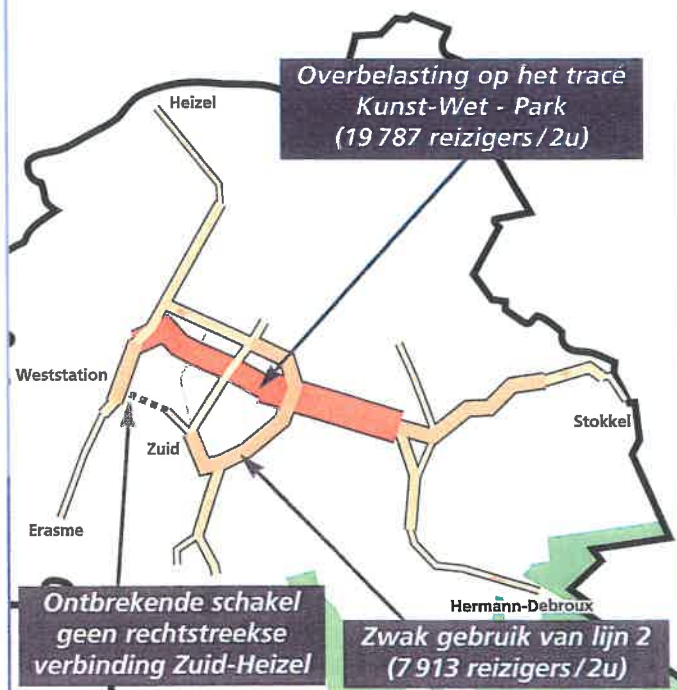 Overbelasting op het tracé
Kunst-Wet - Park
(19 787 reizigers/2u)
Heizel
Weststation
Zuid
Stokkel
Erasme
Hermann-Debroux
Ontbrekende schakel
geen rechtstreekse
verbinding Zuid-Heizel
Zwak gebruik van lijn 2
(7 913 reizigers/2u)